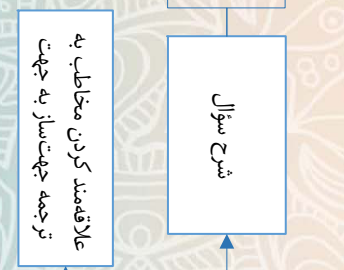 علاقه‌مند کردن مخاطب به
ترجمه جهت‌ساز به جهت
شرح سؤال